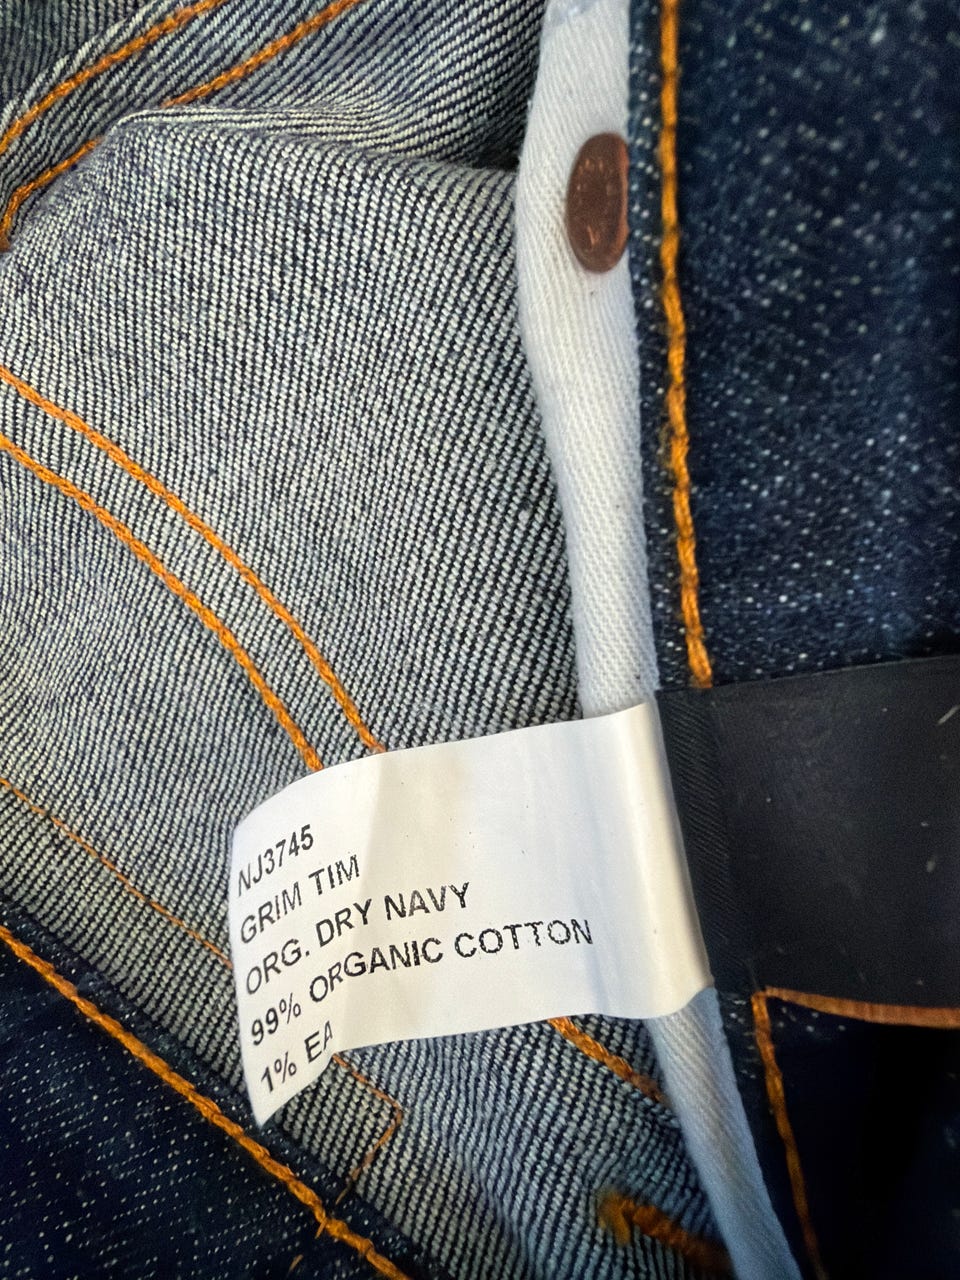 NJ3745
GRIM TIM
ORG. DRY NAVY
99% ORGANIC COTTON
1% EA